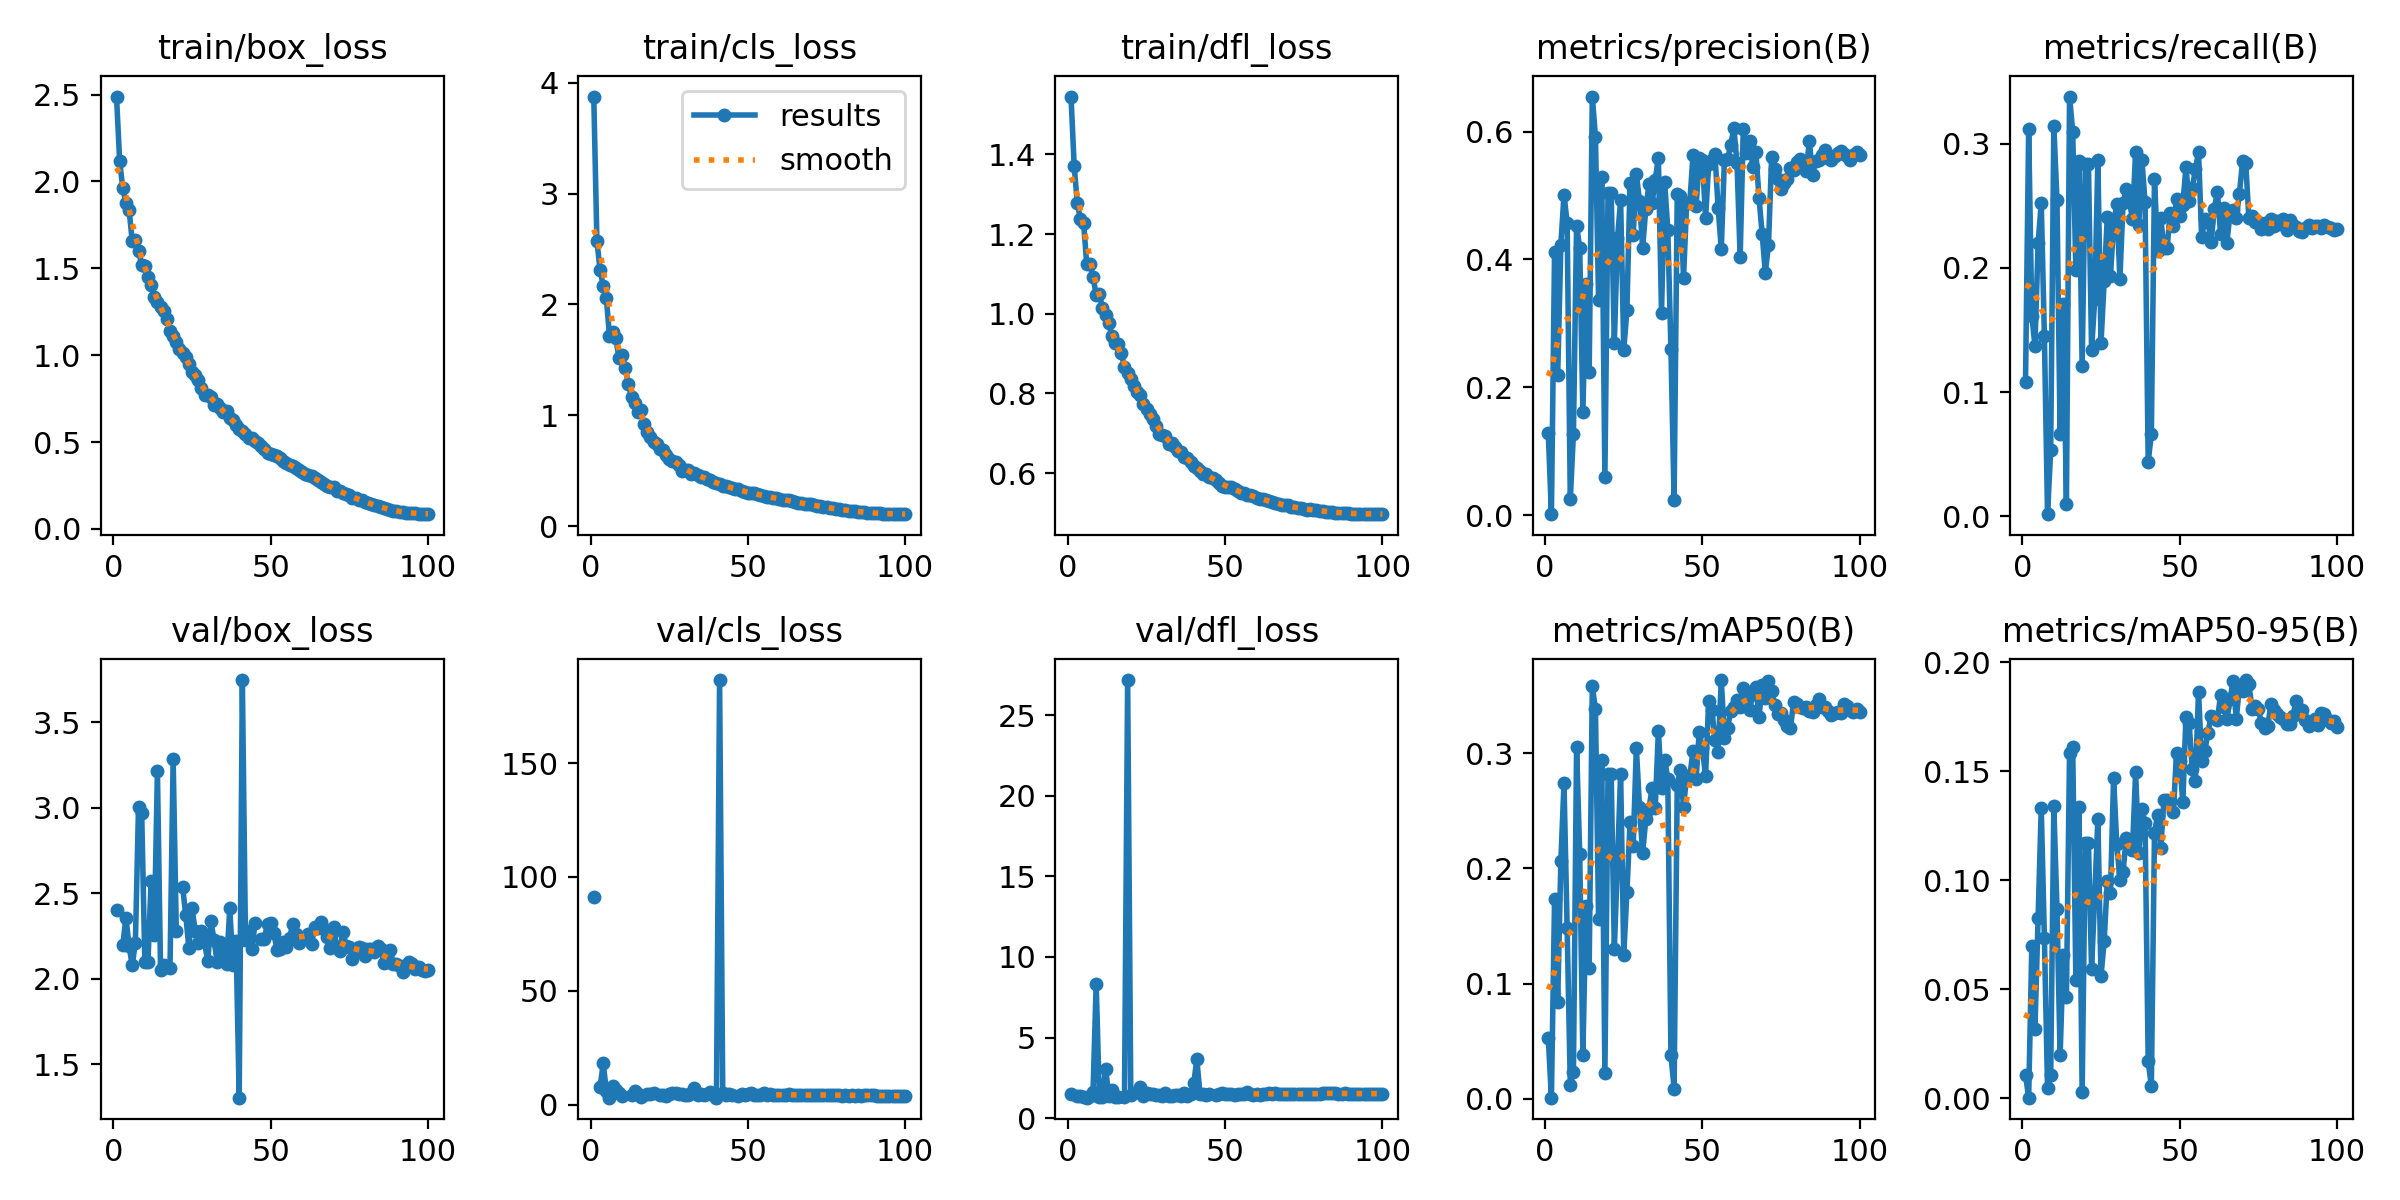 train/box_loss
2.5
2.0
1.5
1.0
0.5
0.0
0 50 100
train/cls_loss
4
3
2
1
0
results
smooth
0 50 100
train/dfl_loss
1.4
1.2
1.0
0.8
0.6
0 50 100
metrics/precision(B)
0.6
0.4
0.2
0.0
0 50 100
metrics/recall(B)
0.3
0.2
0.1
0.0
0 50 100
val/box_loss
3.5
3.0
2.5
2.0
1.5
0 50 100
val/cls_loss
150
100
50
0
0 50 100
val/dfl_loss
25
20
15
10
5
0
0 50 100
metrics/mAP50(B)
0.3
0.2
0.1
0.0
0 50 100
metrics/mAP50-95(B)
0.20
0.15
0.10
0.05
0.00
0 50 100